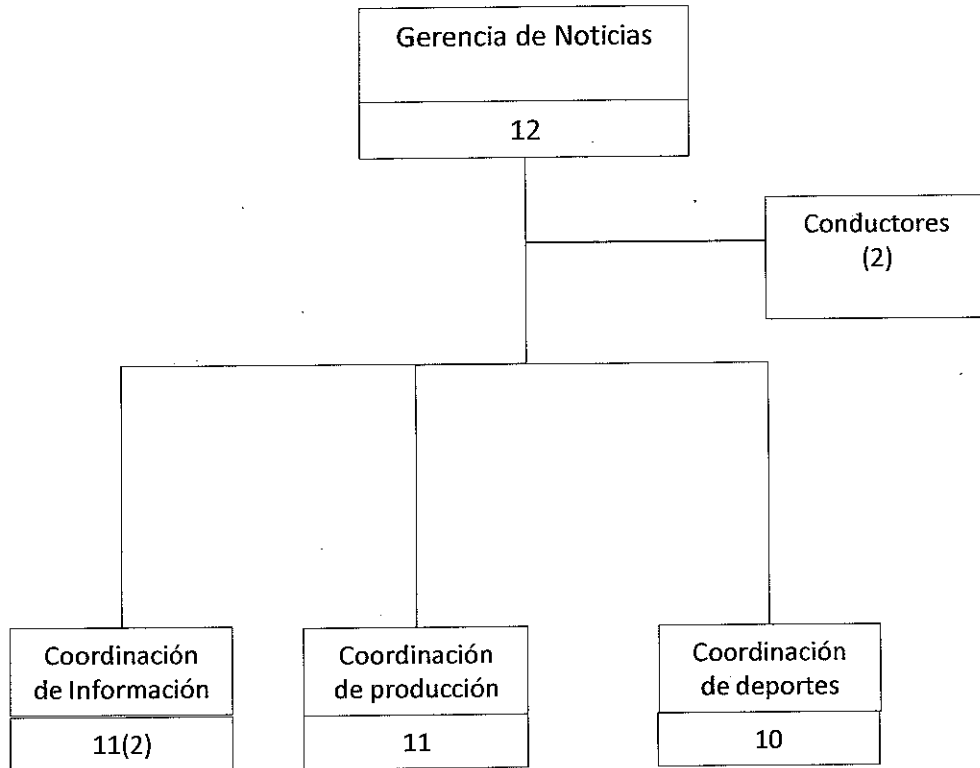 Gerencia de Noticias
12
Conductores
(2)
Coordinación
de Información
11(2)
Coordinación
de producción
11
Coordinación
de deportes
10